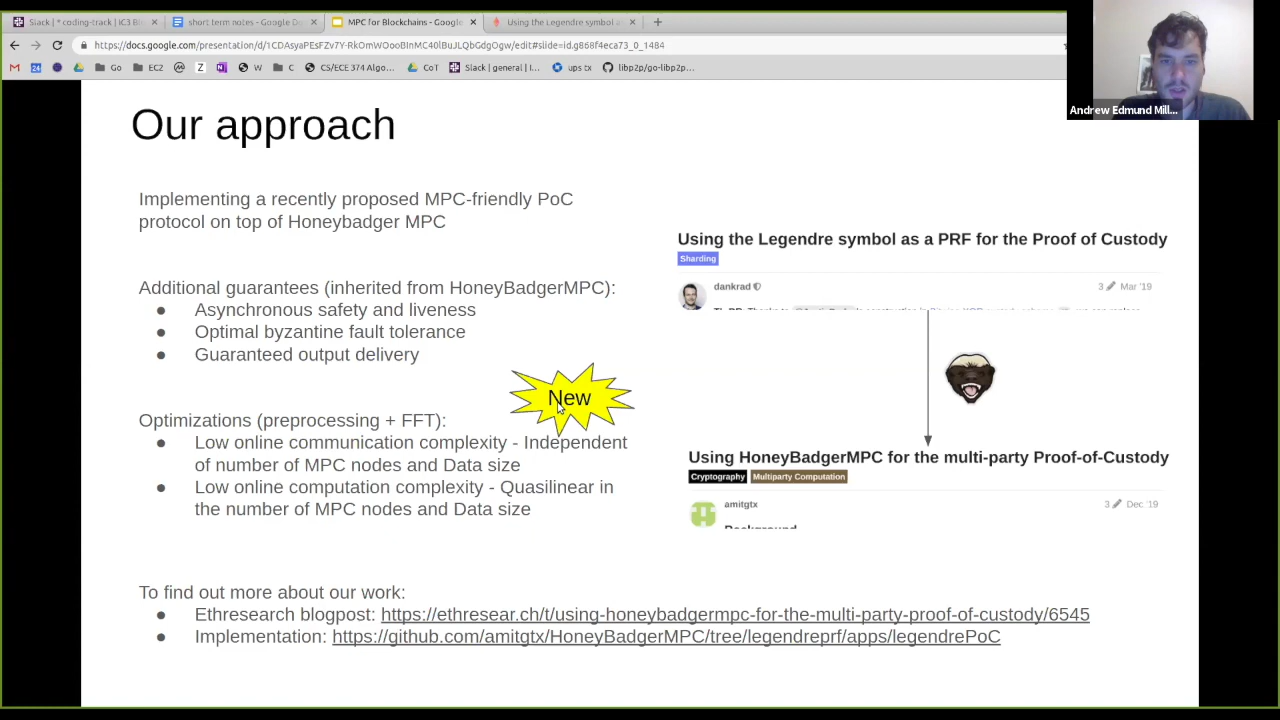 Slack | * coding-track | IC3 Bl
short term notes - Google Do
MPC for Blockchains - Google
Using the Legendre symbol a
https://docs.google.com/presentation/d/1CDAsyaPEsFZv7Y-RkOmWOooBInMC40lBuJLQbGdgOgw/edit#slide=id.g868f4eca73_0_1484
Go
EC2
W
C
CS/ECE 374 Algo...
CoT
Slack | general | I...
ups tx
libp2p/go-libp2p...
Andrew Edmund Mill...
Our approach
Implementing a recently proposed MPC-friendly PoC
protocol on top of Honeybadger MPC
Additional guarantees (inherited from HoneyBadgerMPC):
● Asynchronous safety and liveness
● Optimal byzantine fault tolerance
● Guaranteed output delivery
New
Optimizations (preprocessing + FFT):
● Low online communication complexity - Independent
of number of MPC nodes and Data size
● Low online computation complexity - Quasilinear in
the number of MPC nodes and Data size
Using the Legendre symbol as a PRF for the Proof of Custody
Sharding
dankrad
3 Mar '19
Using HoneyBadgerMPC for the multi-party Proof-of-Custody
Cryptography Multiparty Computation
amitgtx
3 Dec '19
Background
To find out more about our work:
● Ethresearch blogpost: https://ethresear.ch/t/using-honeybadgermpc-for-the-multi-party-proof-of-custody/6545
● Implementation: https://github.com/amitgtx/HoneyBadgerMPC/tree/legendreprf/apps/legendrePoC